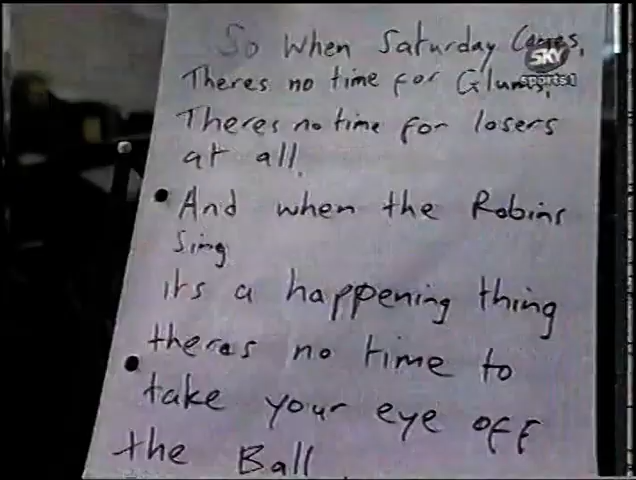 So when Saturday Comes,
Theres no time for Glums,
Theres no time for losers
at all.
And when the Robins
Sing
its a happening thing
theres no time to
take your eye off
the Ball
sky
sports1